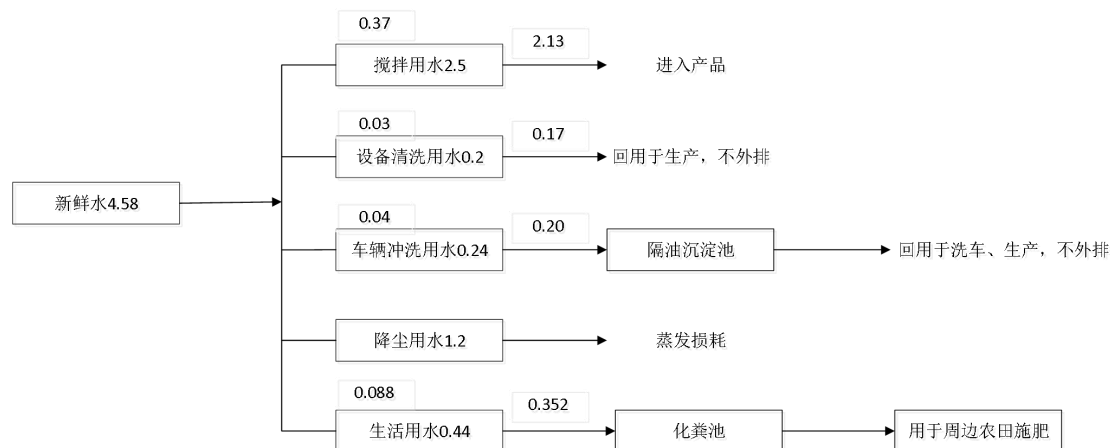 0.37
2.13
搅拌用水2.5
进入产品
0.03
0.17
设备清洗用水0.2
回用于生产，不外排
新鲜水4.58
0.04
0.20
车辆冲洗用水0.24
隔油沉淀池
回用于洗车、生产，不外排
降尘用水1.2
蒸发损耗
0.088
0.352
生活用水0.44
化粪池
用于周边农田施肥